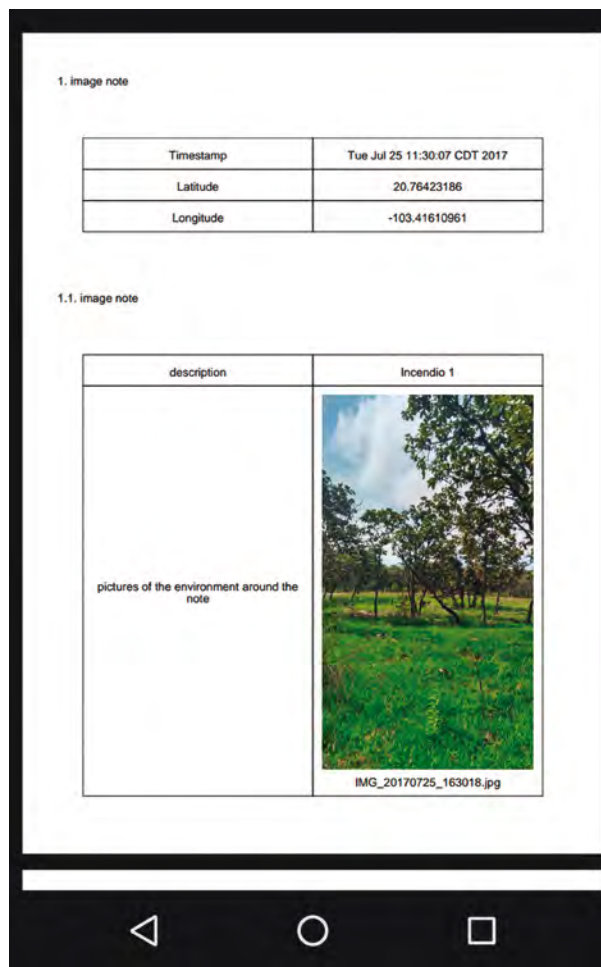 1. image note
Timestamp Tue Jul 25 11:30:07 CDT 2017
Latitude 20.76423186
Longitude -103.41610961
1.1. image note
description Incendio 1
pictures of the environment around the
note
IMG_20170725_163018.jpg